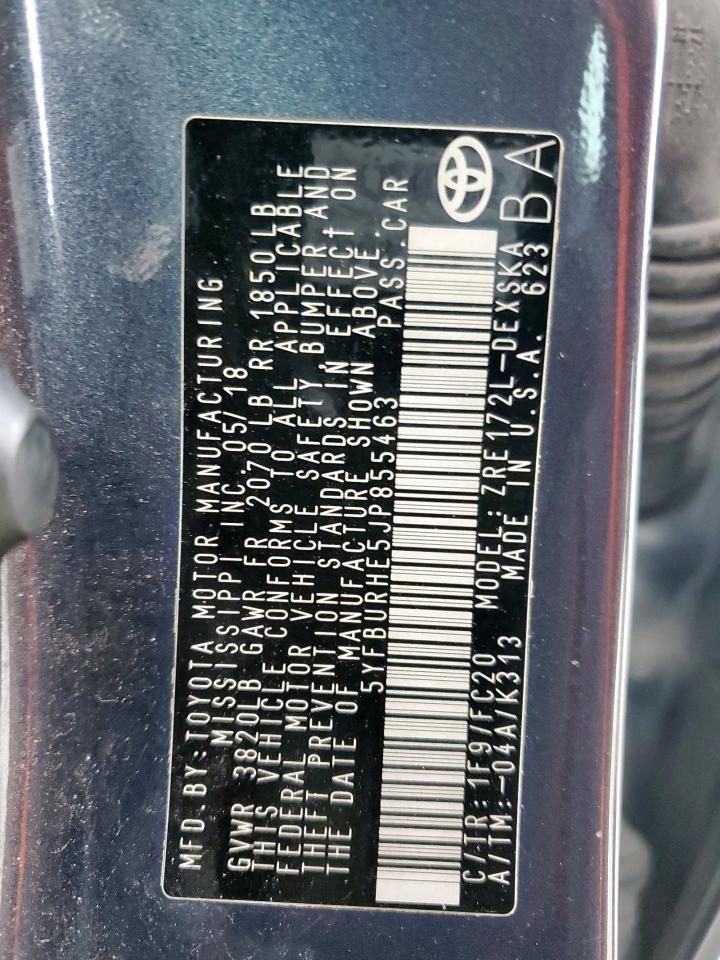 MFD.BY:TOYOTA MOTOR MANUFACTURING
MISSISSIPPI INC 05/18
GVWR 3820LB GAWR FR 2070 LB RR 1850 LB
THIS VEHICLE CONFORMS TO ALL APPLICABLE
FEDERAL MOTOR VEHICLE SAFETY BUMPER AND
THEFT PREVENTION STANDARDS IN EFFECT ON
THE DATE OF MANUFACTURE SHOWN ABOVE.
5YFBURHE5JP855463 PASS.CAR
C/TR:1F9/FC20 MODEL:ZRE172L-DEXSKA
A/TM:-04A/K313 MADE IN U.S.A. 623
BA